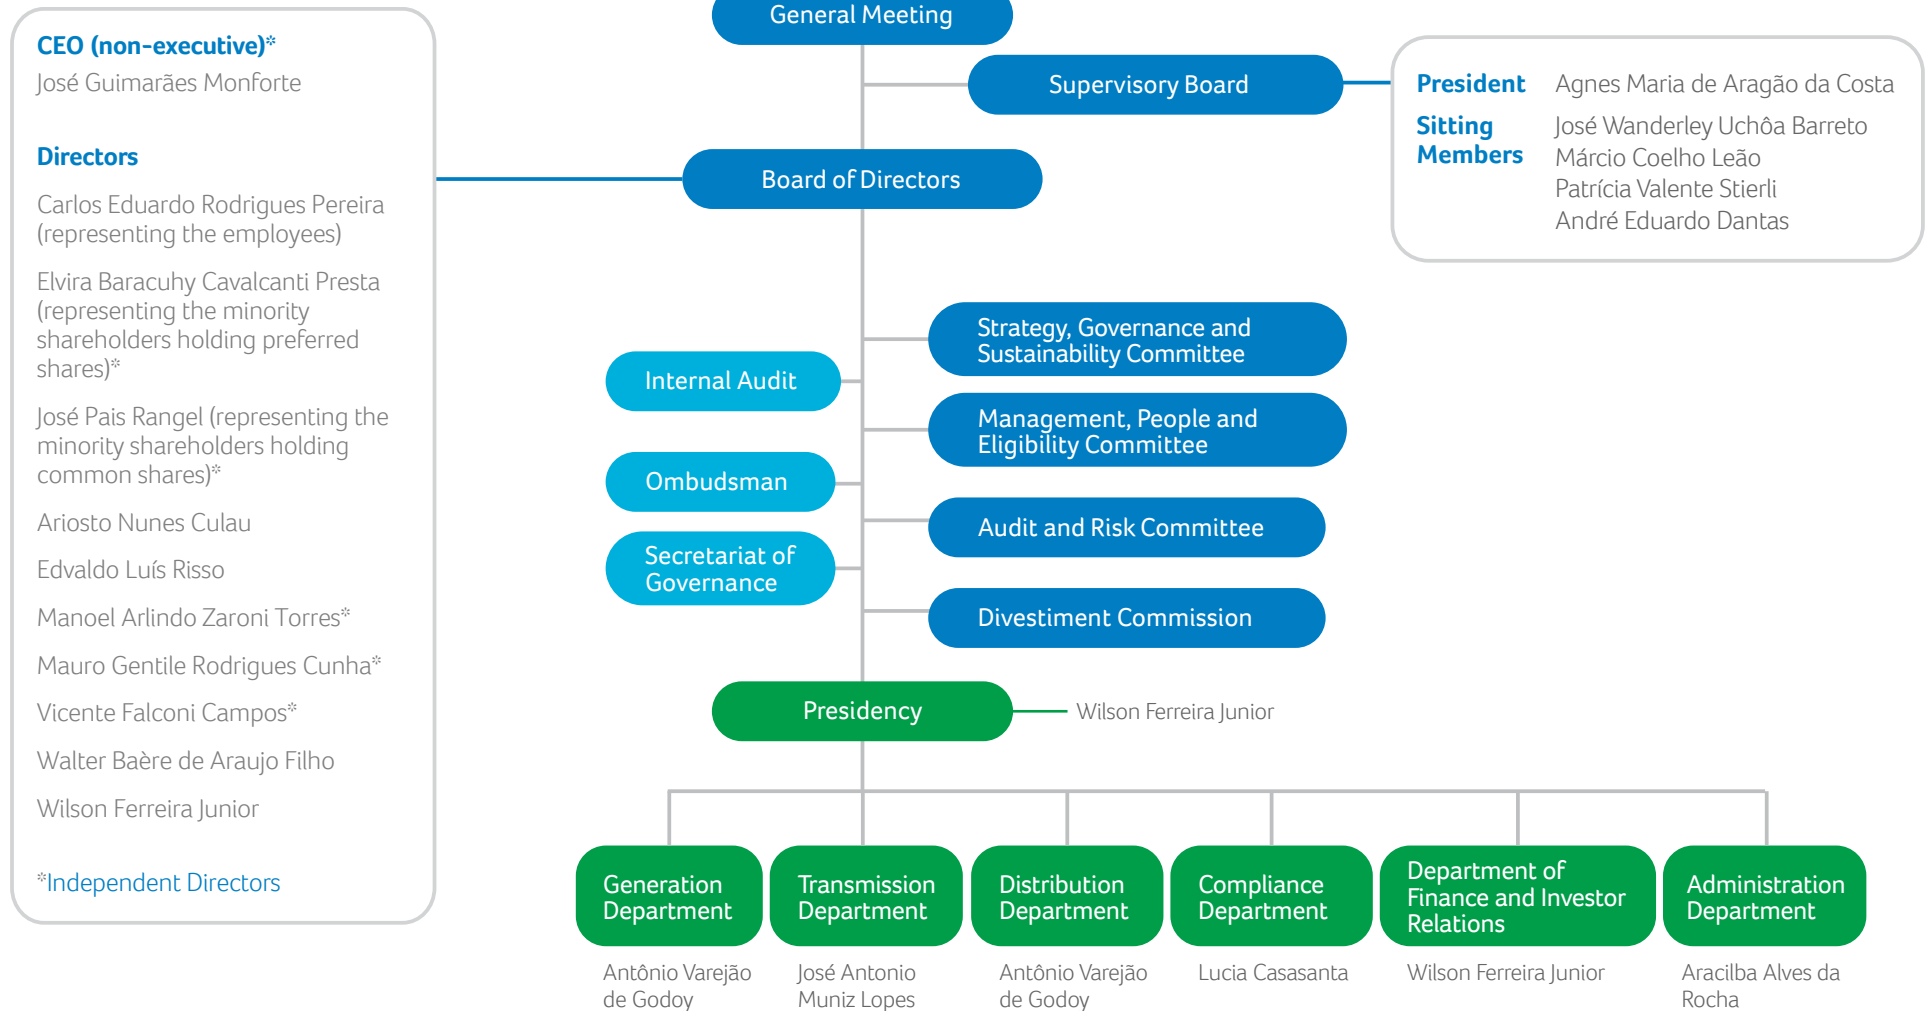 General Meeting
CEO (non-executive)*
José Guimarães Monforte
Directors
Carlos Eduardo Rodrigues Pereira
(representing the employees)
Elvira Baracuhy Cavalcanti Presta
(representing the minority
shareholders holding preferred
shares)*
José Pais Rangel (representing the
minority shareholders holding
common shares)*
Ariosto Nunes Culau
Edvaldo Luís Risso
Manoel Arlindo Zaroni Torres*
Mauro Gentile Rodrigues Cunha*
Vicente Falconi Campos*
Walter Baère de Araujo Filho
Wilson Ferreira Junior
*Independent Directors
Supervisory Board
President Agnes Maria de Aragão da Costa
Sitting José Wanderley Uchôa Barreto
Members Márcio Coelho Leão
Patrícia Valente Stierli
André Eduardo Dantas
Board of Directors
Strategy, Governance and
Sustainability Committee
Internal Audit
Management, People and
Eligibility Committee
Ombudsman
Audit and Risk Committee
Secretariat of
Governance
Divestiment Commission
Presidency
Wilson Ferreira Junior
Generation
Department
Antônio Varejão
de Godoy
Transmission
Department
José Antonio
Muniz Lopes
Distribution
Department
Antônio Varejão
de Godoy
Compliance
Department
Lucia Casasanta
Department of
Finance and Investor
Relations
Wilson Ferreira Junior
Administration
Department
Aracilba Alves da
Rocha